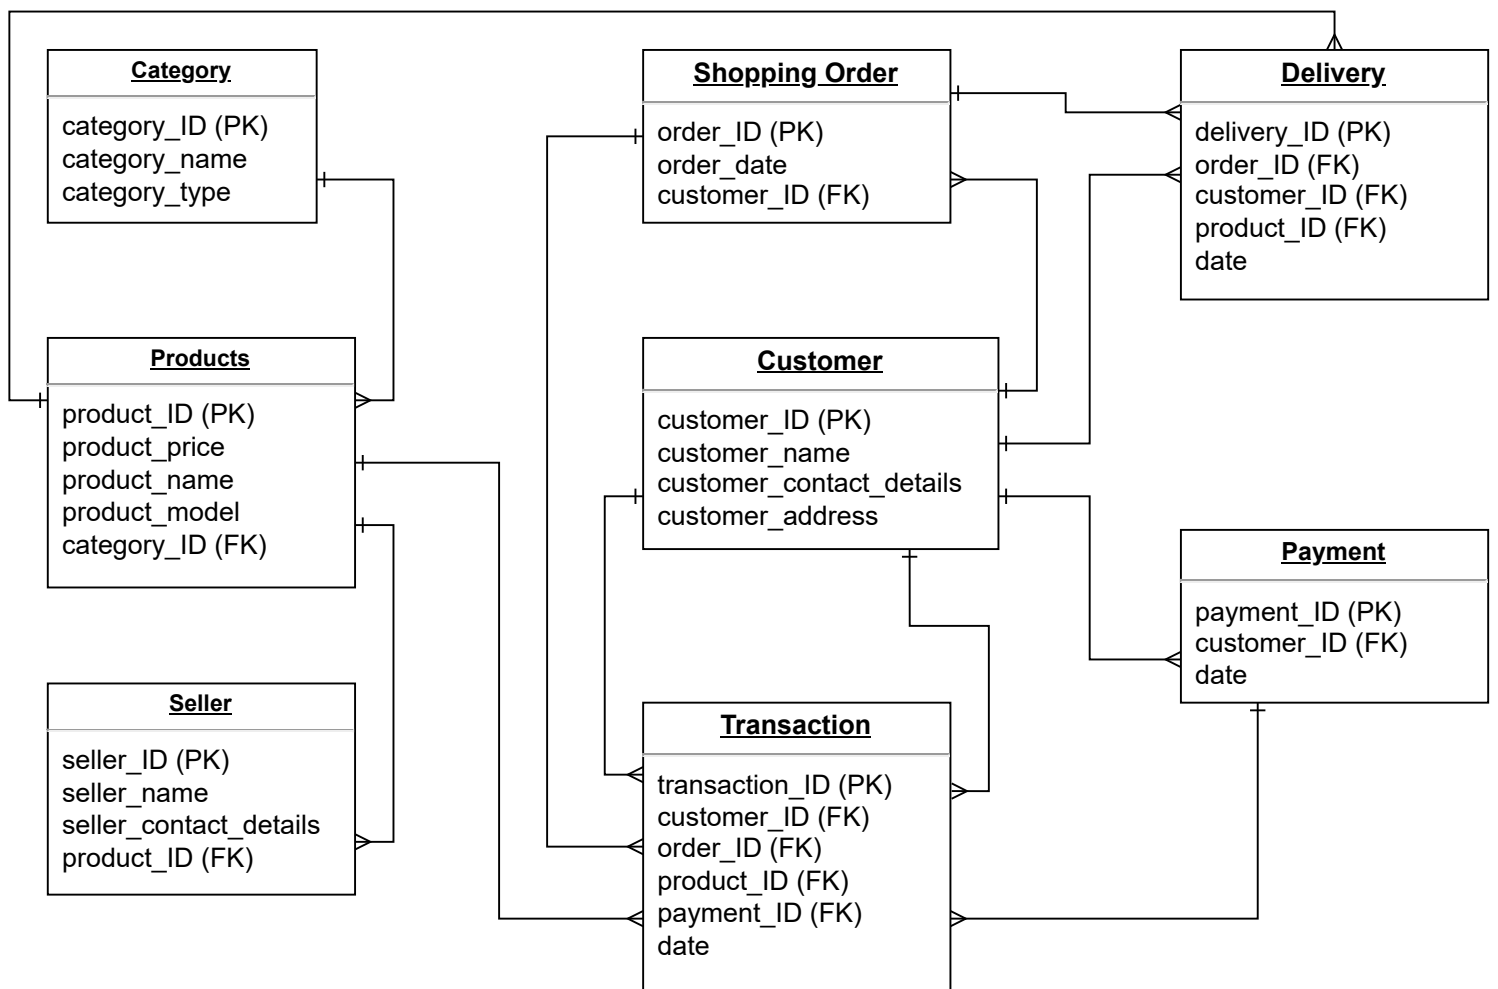 Category
category_ID (PK)
category_name
category_type
Shopping Order
order_ID (PK)
order_date
customer_ID (FK)
Delivery
delivery_ID (PK)
order_ID (FK)
customer_ID (FK)
product_ID (FK)
date
Products
product_ID (PK)
product_price
product_name
product_model
category_ID (FK)
Customer
customer_ID (PK)
customer_name
customer_contact_details
customer_address
Payment
payment_ID (PK)
customer_ID (FK)
date
Seller
seller_ID (PK)
seller_name
seller_contact_details
product_ID (FK)
Transaction
transaction_ID (PK)
customer_ID (FK)
order_ID (FK)
product_ID (FK)
payment_ID (FK)
date